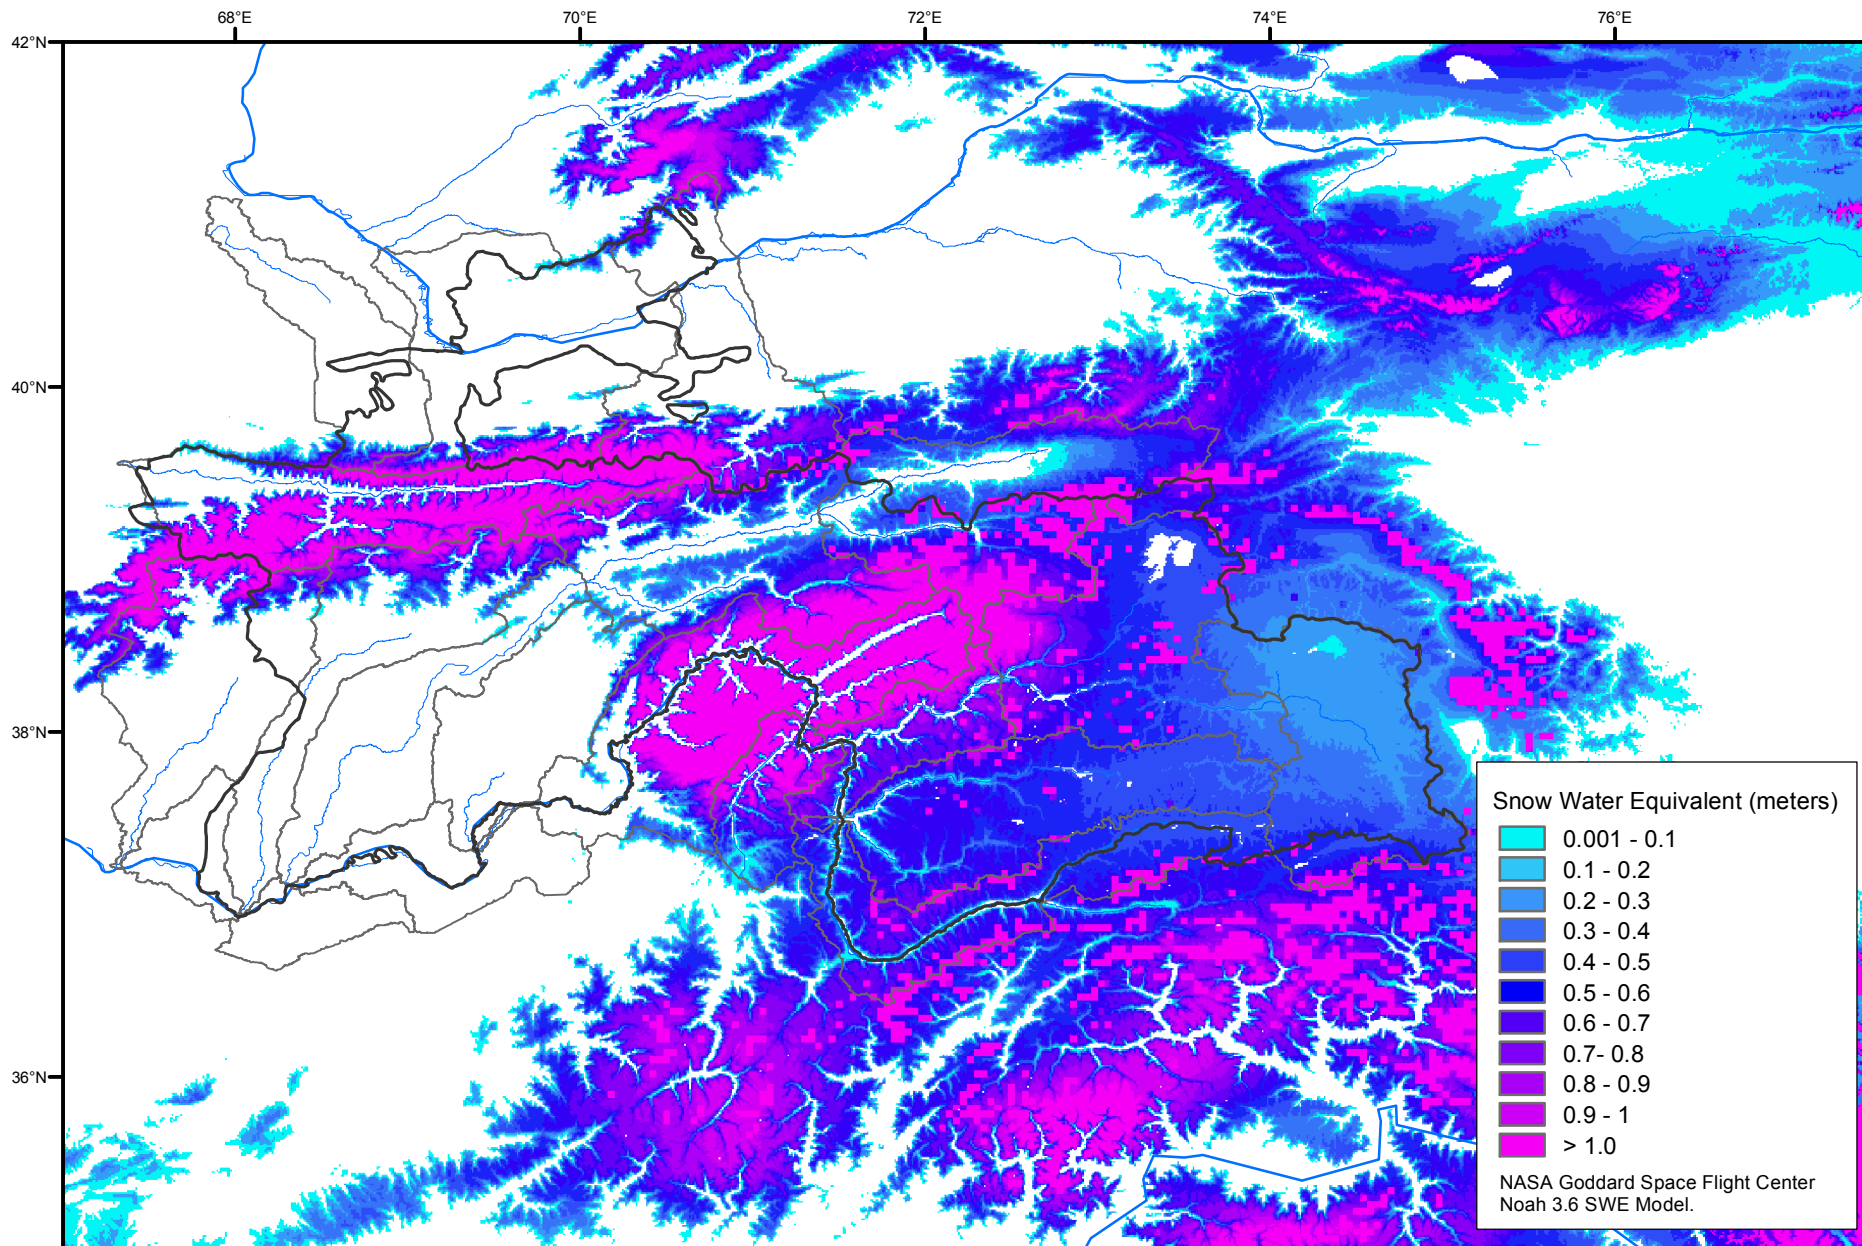 68°E 70°E 72°E 74°E 76°E
42°N
40°N
38°N
36°N
Snow Water Equivalent (meters)
0.001 - 0.1
0.1 - 0.2
0.2 - 0.3
0.3 - 0.4
0.4 - 0.5
0.5 - 0.6
0.6 - 0.7
0.7- 0.8
0.8 - 0.9
0.9 - 1
> 1.0
NASA Goddard Space Flight Center
Noah 3.6 SWE Model.